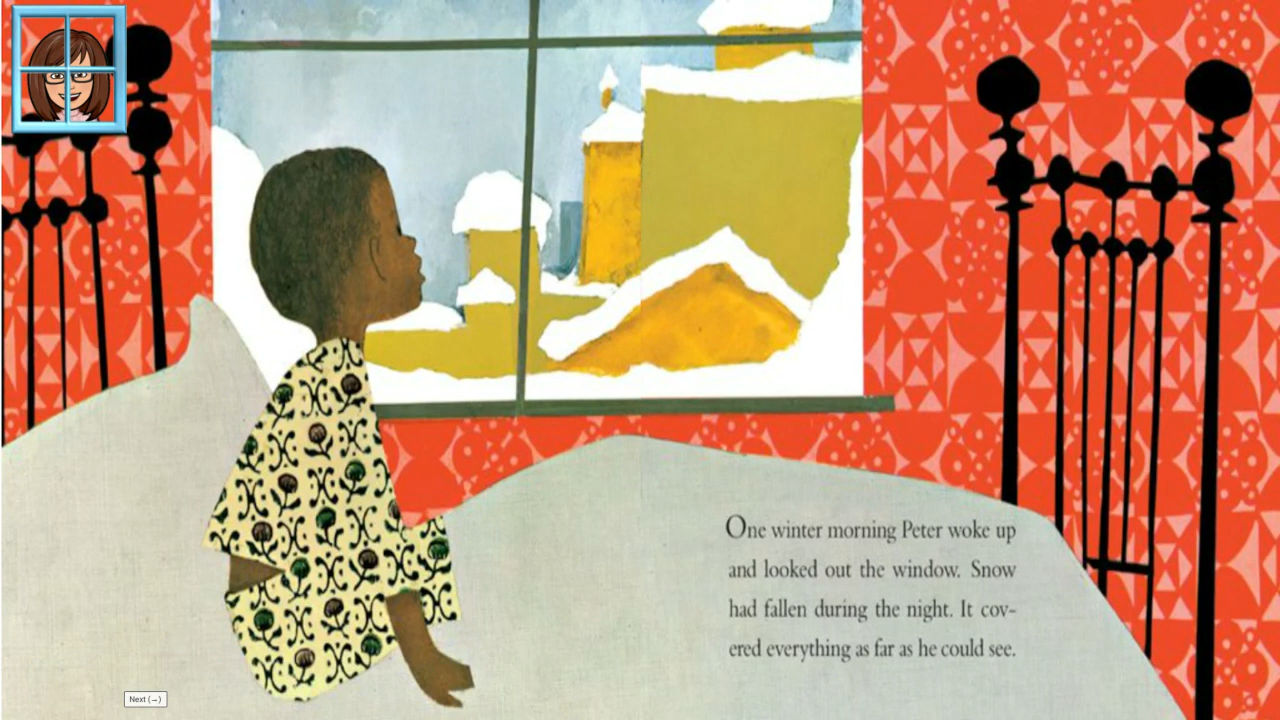 One winter morning Peter woke up
and looked out the window. Snow
had fallen during the night. It cov-
ered everything as far as he could see.
Next (→)